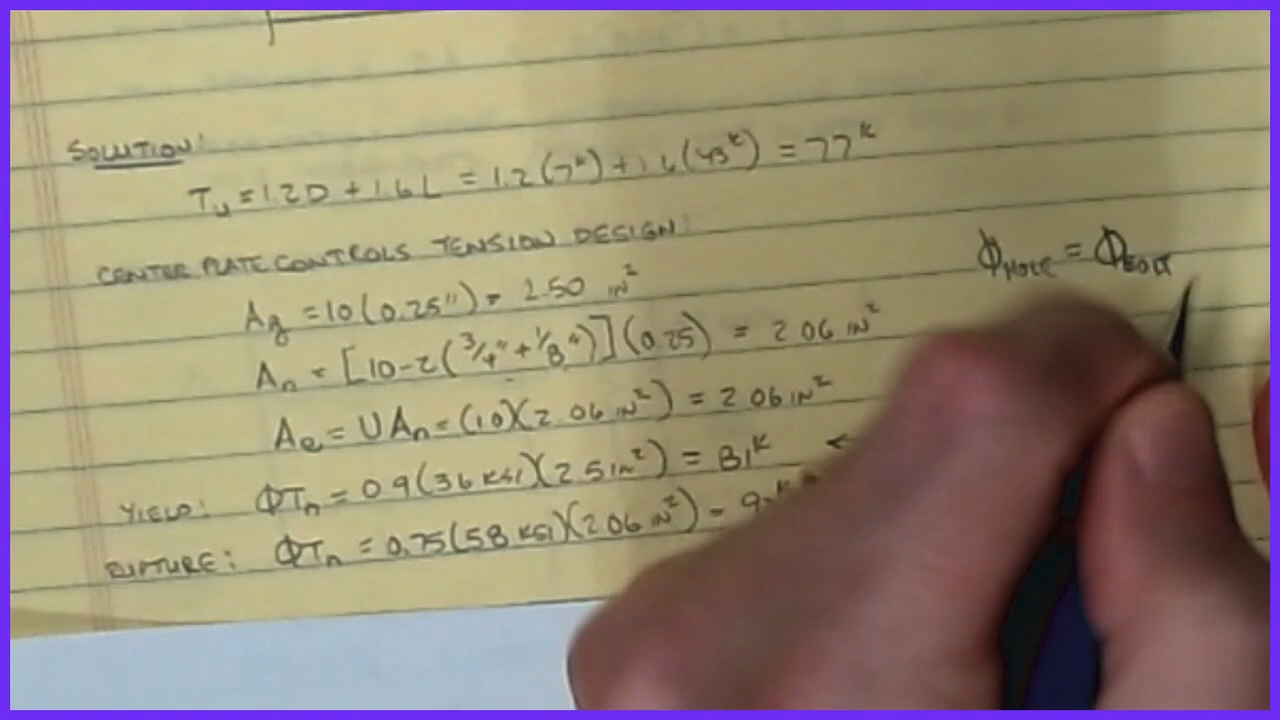 SOLUTION:
Tu = 1.2D + 1.6L = 1.2(7ᵏ) + 1.6(43ᵏ) = 77ᵏ
CENTER PLATE CONTROLS TENSION DESIGN:
Ag = 10(0.25") = 2.50 IN²
An = [10-2(3/4" + 1/8")](0.25) = 2.06 IN²
Ae = UAn = (1.0)(2.06 IN²) = 2.06 IN²
YIELD: ΦTn = 0.9(36 KSI)(2.5 IN²) = 81ᵏ ←
RUPTURE: ΦTn = 0.75(58 KSI)(2.06 IN²) =
ΦHOLE = ΦBOLT